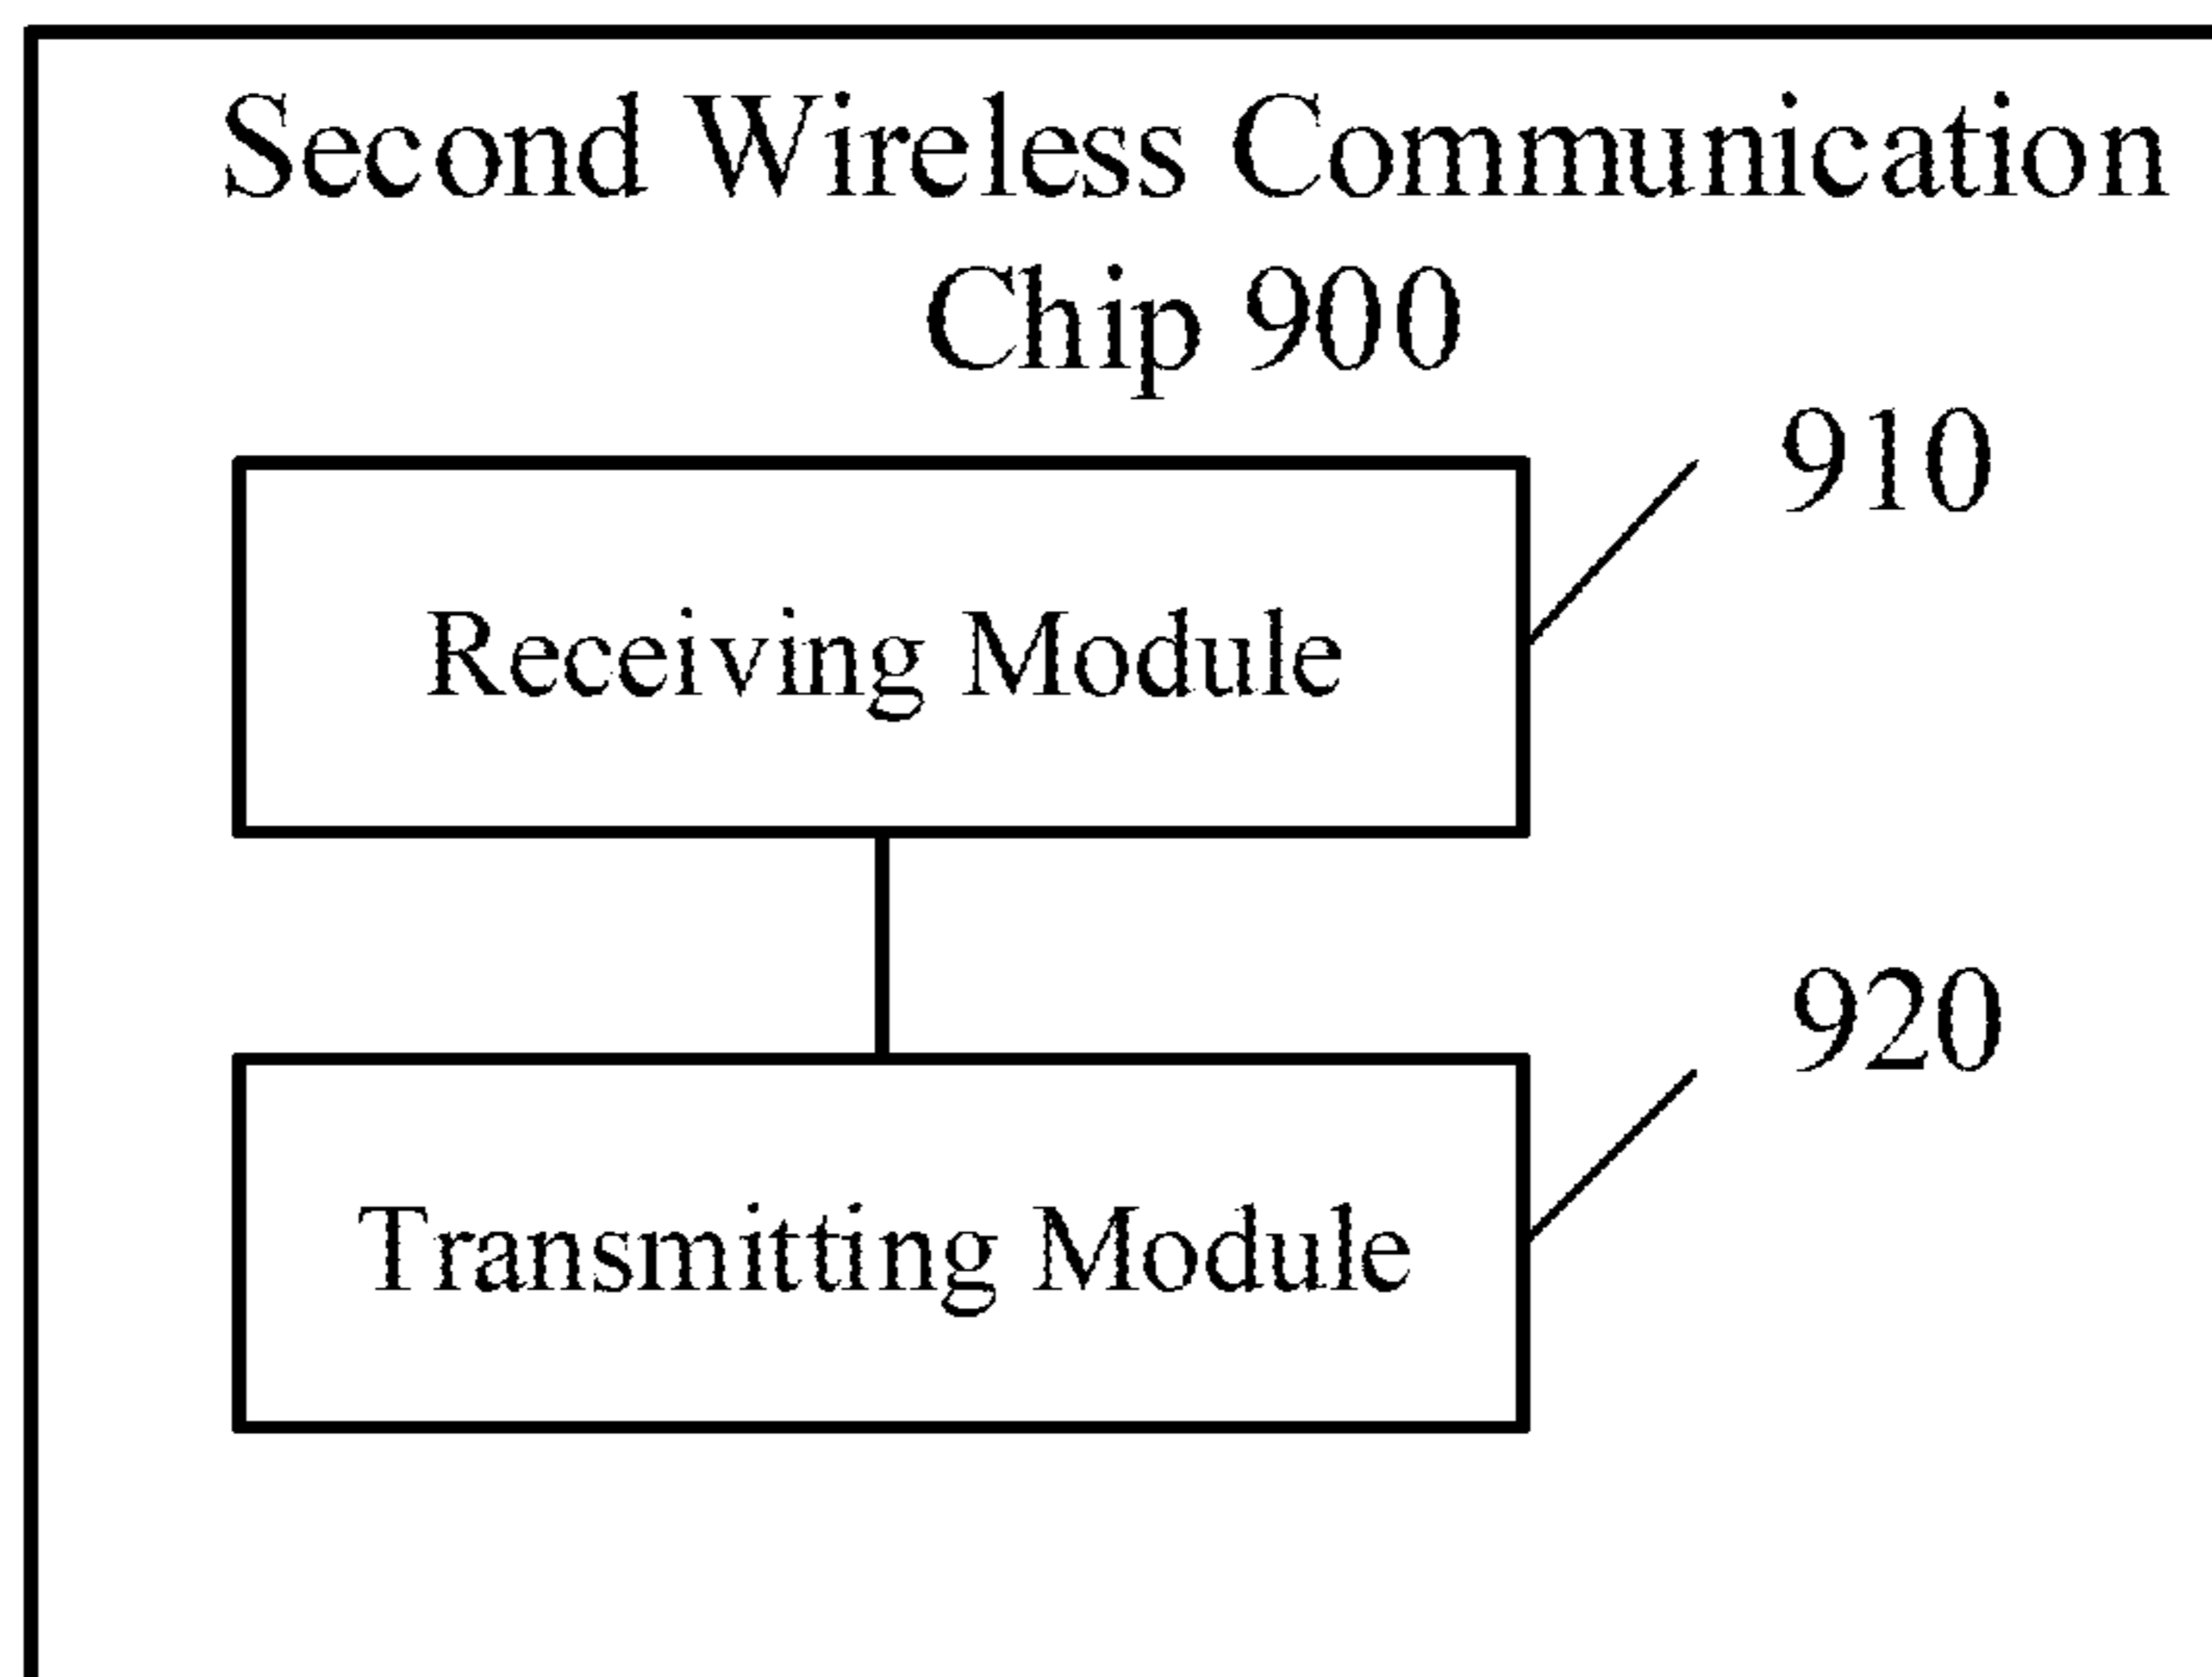 Second Wireless Communication
Chip 900
910
Receiving Module
920
Transmitting Module